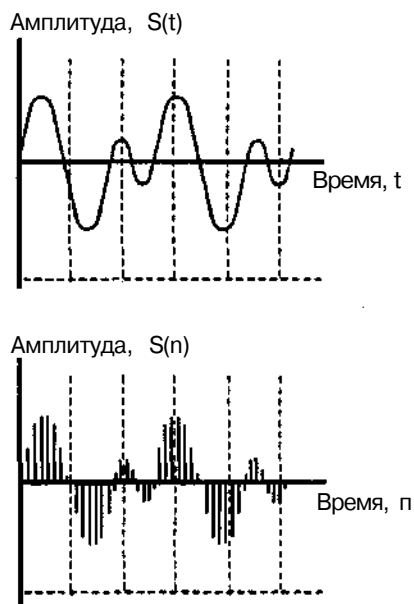 Амплитуда, S(t)
Время, t
Амплитуда, S(n)
Время, п